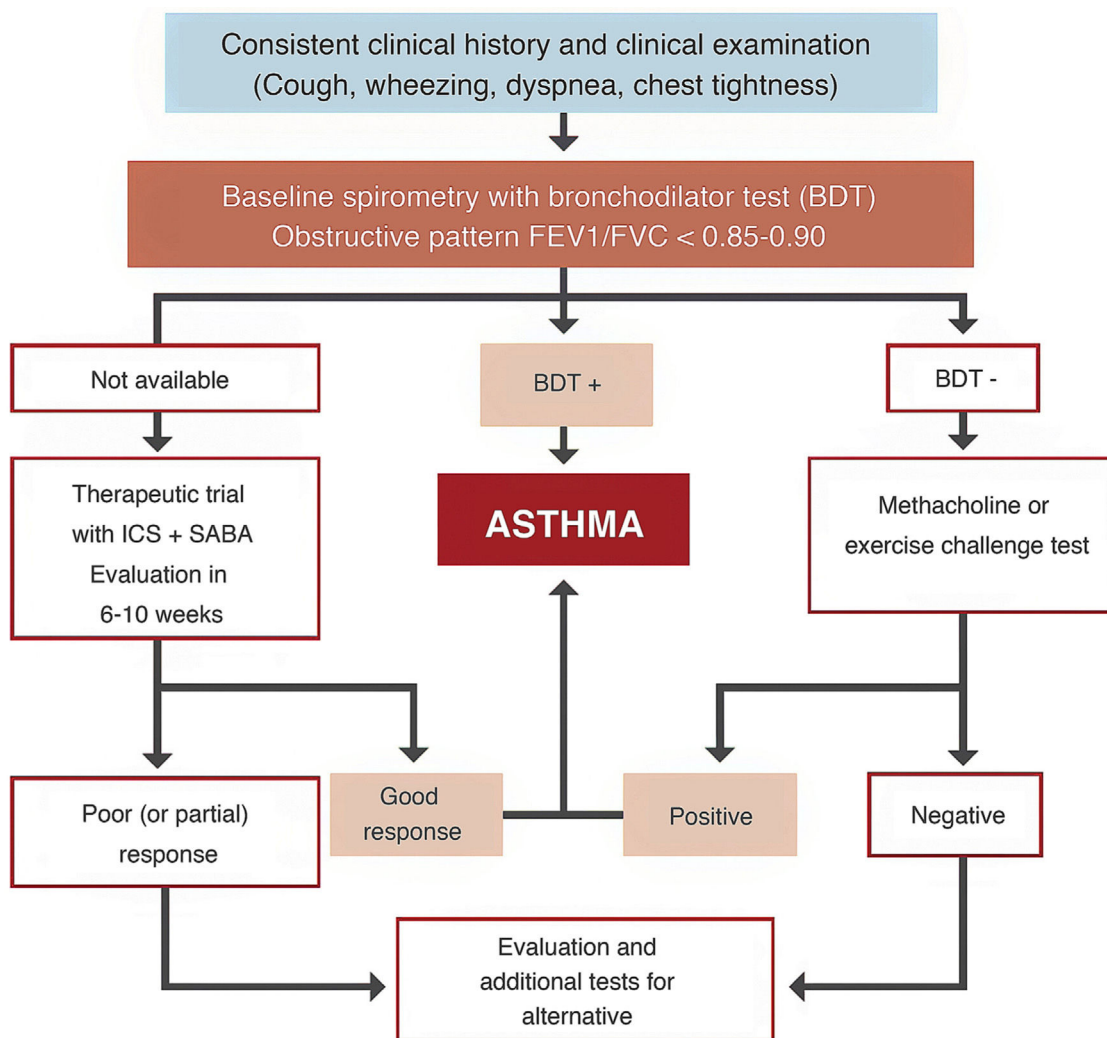 Consistent clinical history and clinical examination
(Cough, wheezing, dyspnea, chest tightness)
Baseline spirometry with bronchodilator test (BDT)
Obstructive pattern FEV1/FVC < 0.85-0.90
Not available
BDT +
BDT -
Therapeutic trial
with ICS + SABA
Evaluation in
6-10 weeks
ASTHMA
Methacholine or
exercise challenge test
Poor (or partial)
response
Good
response
Positive
Negative
Evaluation and
additional tests for
alternative